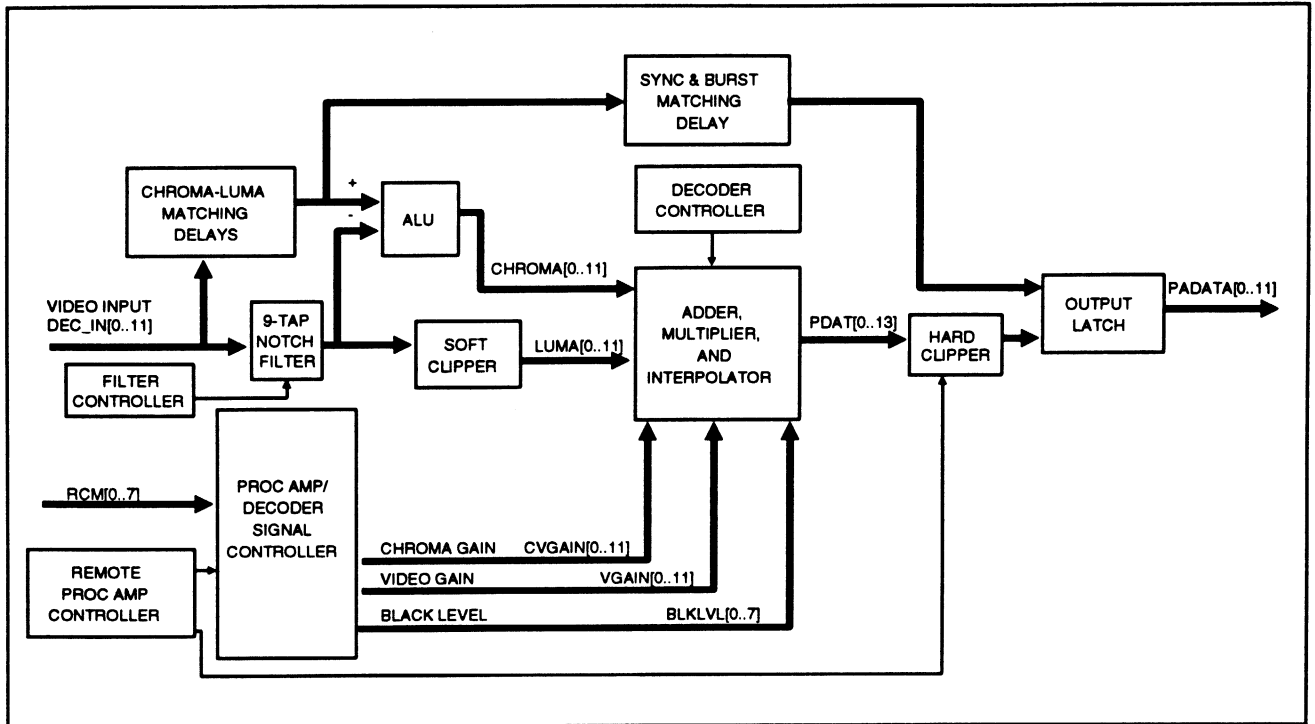 SYNC & BURST
MATCHING
DELAY
CHROMA-LUMA
MATCHING
DELAYS
+
-
ALU
DECODER
CONTROLLER
CHROMA[0..11]
VIDEO INPUT
DEC_IN[0..11]
9-TAP
NOTCH
FILTER
SOFT
CLIPPER
LUMA[0..11]
ADDER,
MULTIPLIER,
AND
INTERPOLATOR
PDAT[0..13]
HARD
CLIPPER
OUTPUT
LATCH
PADATA[0..11]
FILTER
CONTROLLER
RCM[0..7]
PROC AMP/
DECODER
SIGNAL
CONTROLLER
REMOTE
PROC AMP
CONTROLLER
CHROMA GAIN CVGAIN[0..11]
VIDEO GAIN VGAIN[0..11]
BLACK LEVEL BLKLVL[0..7]